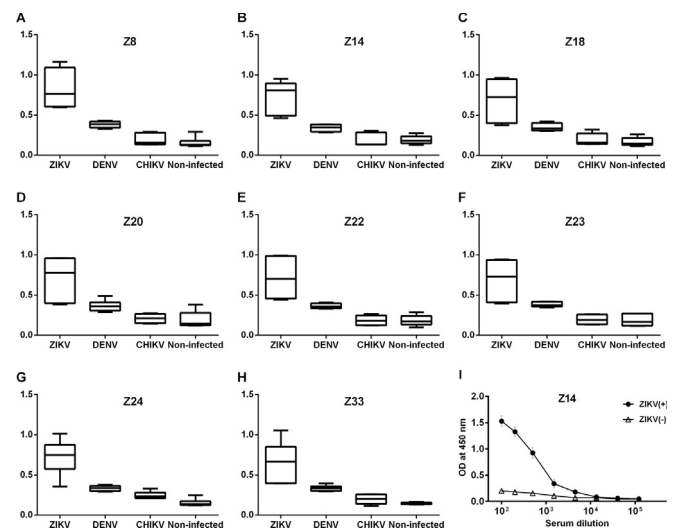 A
Z8
1.5
1.0
0.5
0.0
ZIKV DENV CHIKV Non-infected
B
Z14
1.5
1.0
0.5
0.0
ZIKV DENV CHIKV Non-infected
C
Z18
1.5
1.0
0.5
0.0
ZIKV DENV CHIKV Non-infected
D
Z20
1.5
1.0
0.5
0.0
ZIKV DENV CHIKV Non-infected
E
Z22
1.5
1.0
0.5
0.0
ZIKV DENV CHIKV Non-infected
F
Z23
1.5
1.0
0.5
0.0
ZIKV DENV CHIKV Non-infected
G
Z24
1.5
1.0
0.5
0.0
ZIKV DENV CHIKV Non-infected
H
Z33
1.5
1.0
0.5
0.0
ZIKV DENV CHIKV Non-infected
I
Z14
OD at 450 nm
2.0
1.5
1.0
0.5
0.0
10² 10³ 10⁴ 10⁵
Serum dilution
ZIKV(+)
ZIKV(-)